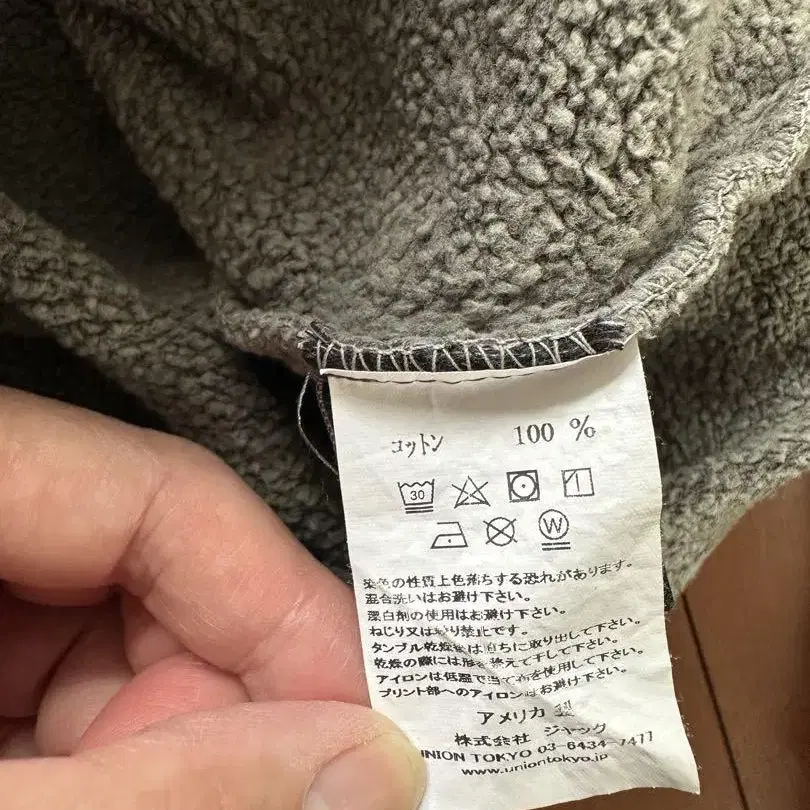 コットン 100 %
30
W
染色の性質上色落ちする恐れがあります。
混合洗いはお避け下さい。
漂白剤の使用はお避け下さい。
ねじり又は絞り禁止です。
タンブル乾燥後は直ちに取り出して下さい。
乾燥の際には形を整えて干して下さい。
アイロンは低温で当て布を使用して下さい。
プリント部へのアイロンはお避け下さい。
アメリカ製
株式会社 ジャック
UNION TOKYO 03-6434-7477
www.uniontokyo.jp